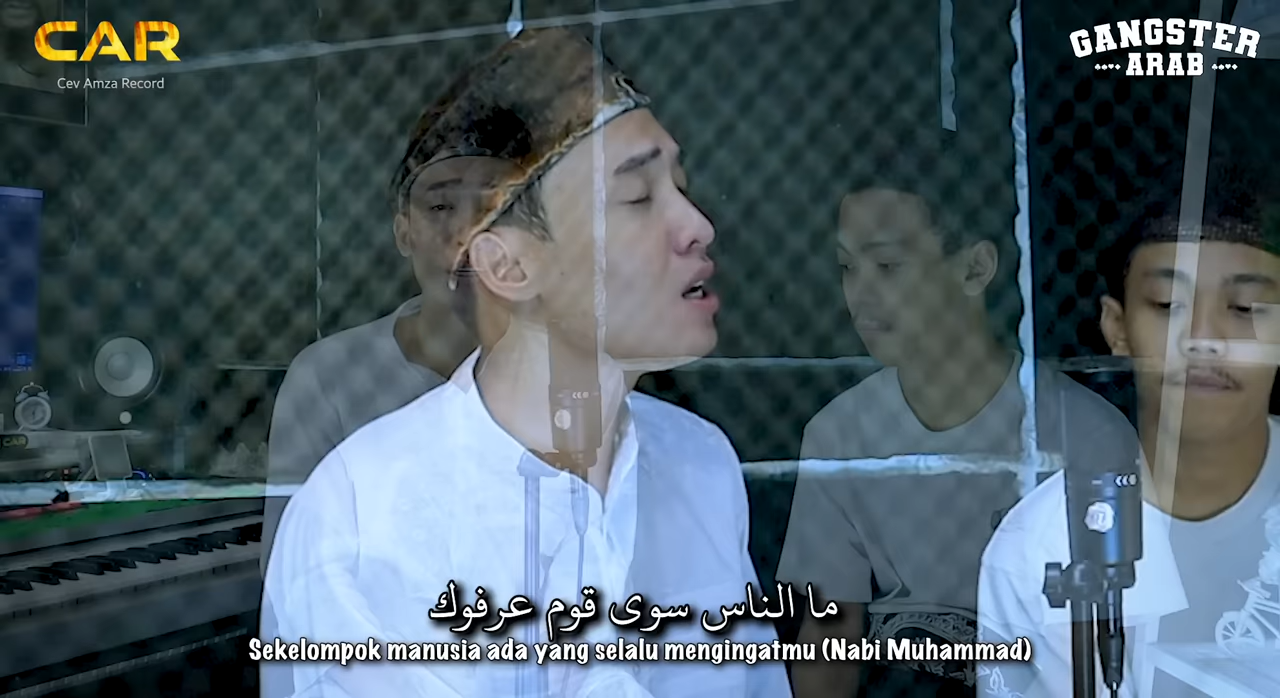 CAR
Cev Amza Record
GANGSTER
ARAB
CAR
ما الناس سوى قوم عرفوك
Sekelompok manusia ada yang selalu mengingatmu (Nabi Muhammad)